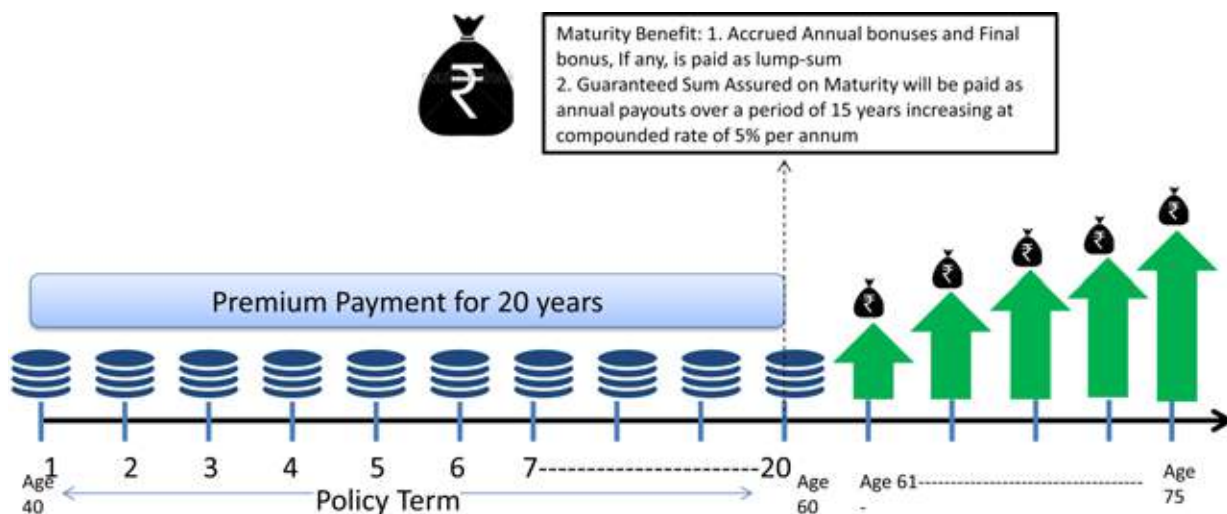 Maturity Benefit: 1. Accrued Annual bonuses and Final
bonus, If any, is paid as lump-sum
2. Guaranteed Sum Assured on Maturity will be paid as
annual payouts over a period of 15 years increasing at
compounded rate of 5% per annum
₹
₹ ₹ ₹ ₹ ₹
Premium Payment for 20 years
1 2 3 4 5 6 7--------------------20
Age
40
Policy Term
Age
60
Age 61----------------------------
-
Age
75